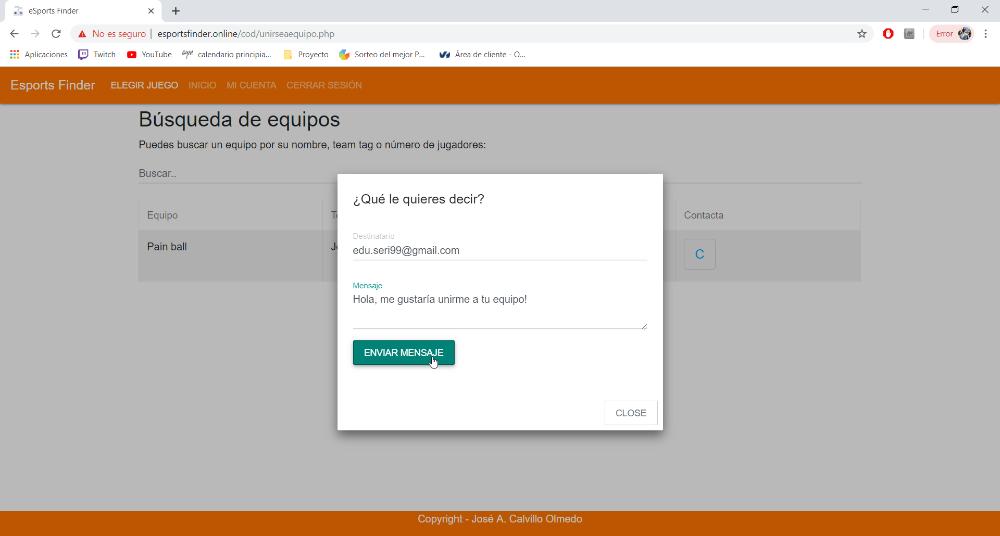 eSports Finder
No es seguro esportsfinder.online/cod/unirseaequipo.php
Error
Aplicaciones Twitch YouTube GYM calendario principia... Proyecto Sorteo del mejor P... Área de cliente - O...
Esports Finder ELEGIR JUEGO INICIO MI CUENTA CERRAR SESIÓN
Búsqueda de equipos
Puedes buscar un equipo por su nombre, team tag o número de jugadores:
Buscar..
¿Qué le quieres decir?
Equipo
Contacta
Destinatario
edu.seri99@gmail.com
Pain ball
C
Mensaje
Hola, me gustaría unirme a tu equipo!
ENVIAR MENSAJE
CLOSE
Copyright - José A. Calvillo Olmedo